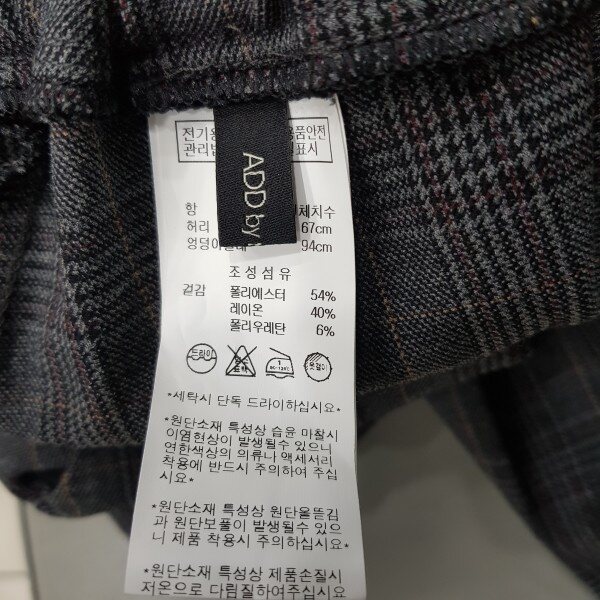 전기용 품안전
관리법 표시
ADD by
항 체치수
허리 67cm
엉덩이 94cm
조성섬유
겉감 폴리에스터 54%
레이온 40%
폴리우레탄 6%
드라이 옷걸이
*세탁시 단독 드라이하십시요*
*원단소재 특성상 습윤 마찰시
이염현상이 발생될수 있으니
연한색상의 의류나 액세서리
착용에 반드시 주의하여 주십
시요*
*원단소재 특성상 원단올뜯김
과 원단보풀이 발생될수 있으
니 제품 착용시 주의하십시요*
*원단소재 특성상 제품손질시
저온으로 다림질하여 주십시